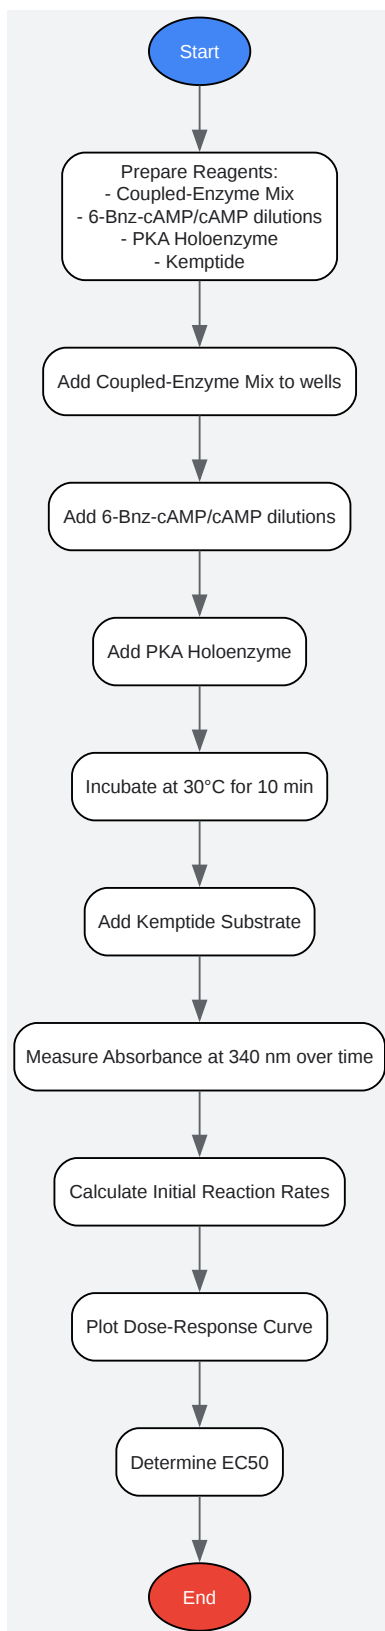 Start
Prepare Reagents:
- Coupled-Enzyme Mix
- 6-Bnz-cAMP/cAMP dilutions
- PKA Holoenzyme
- Kemptide
Add Coupled-Enzyme Mix to wells
Add 6-Bnz-cAMP/cAMP dilutions
Add PKA Holoenzyme
Incubate at 30°C for 10 min
Add Kemptide Substrate
Measure Absorbance at 340 nm over time
Calculate Initial Reaction Rates
Plot Dose-Response Curve
Determine EC50
End